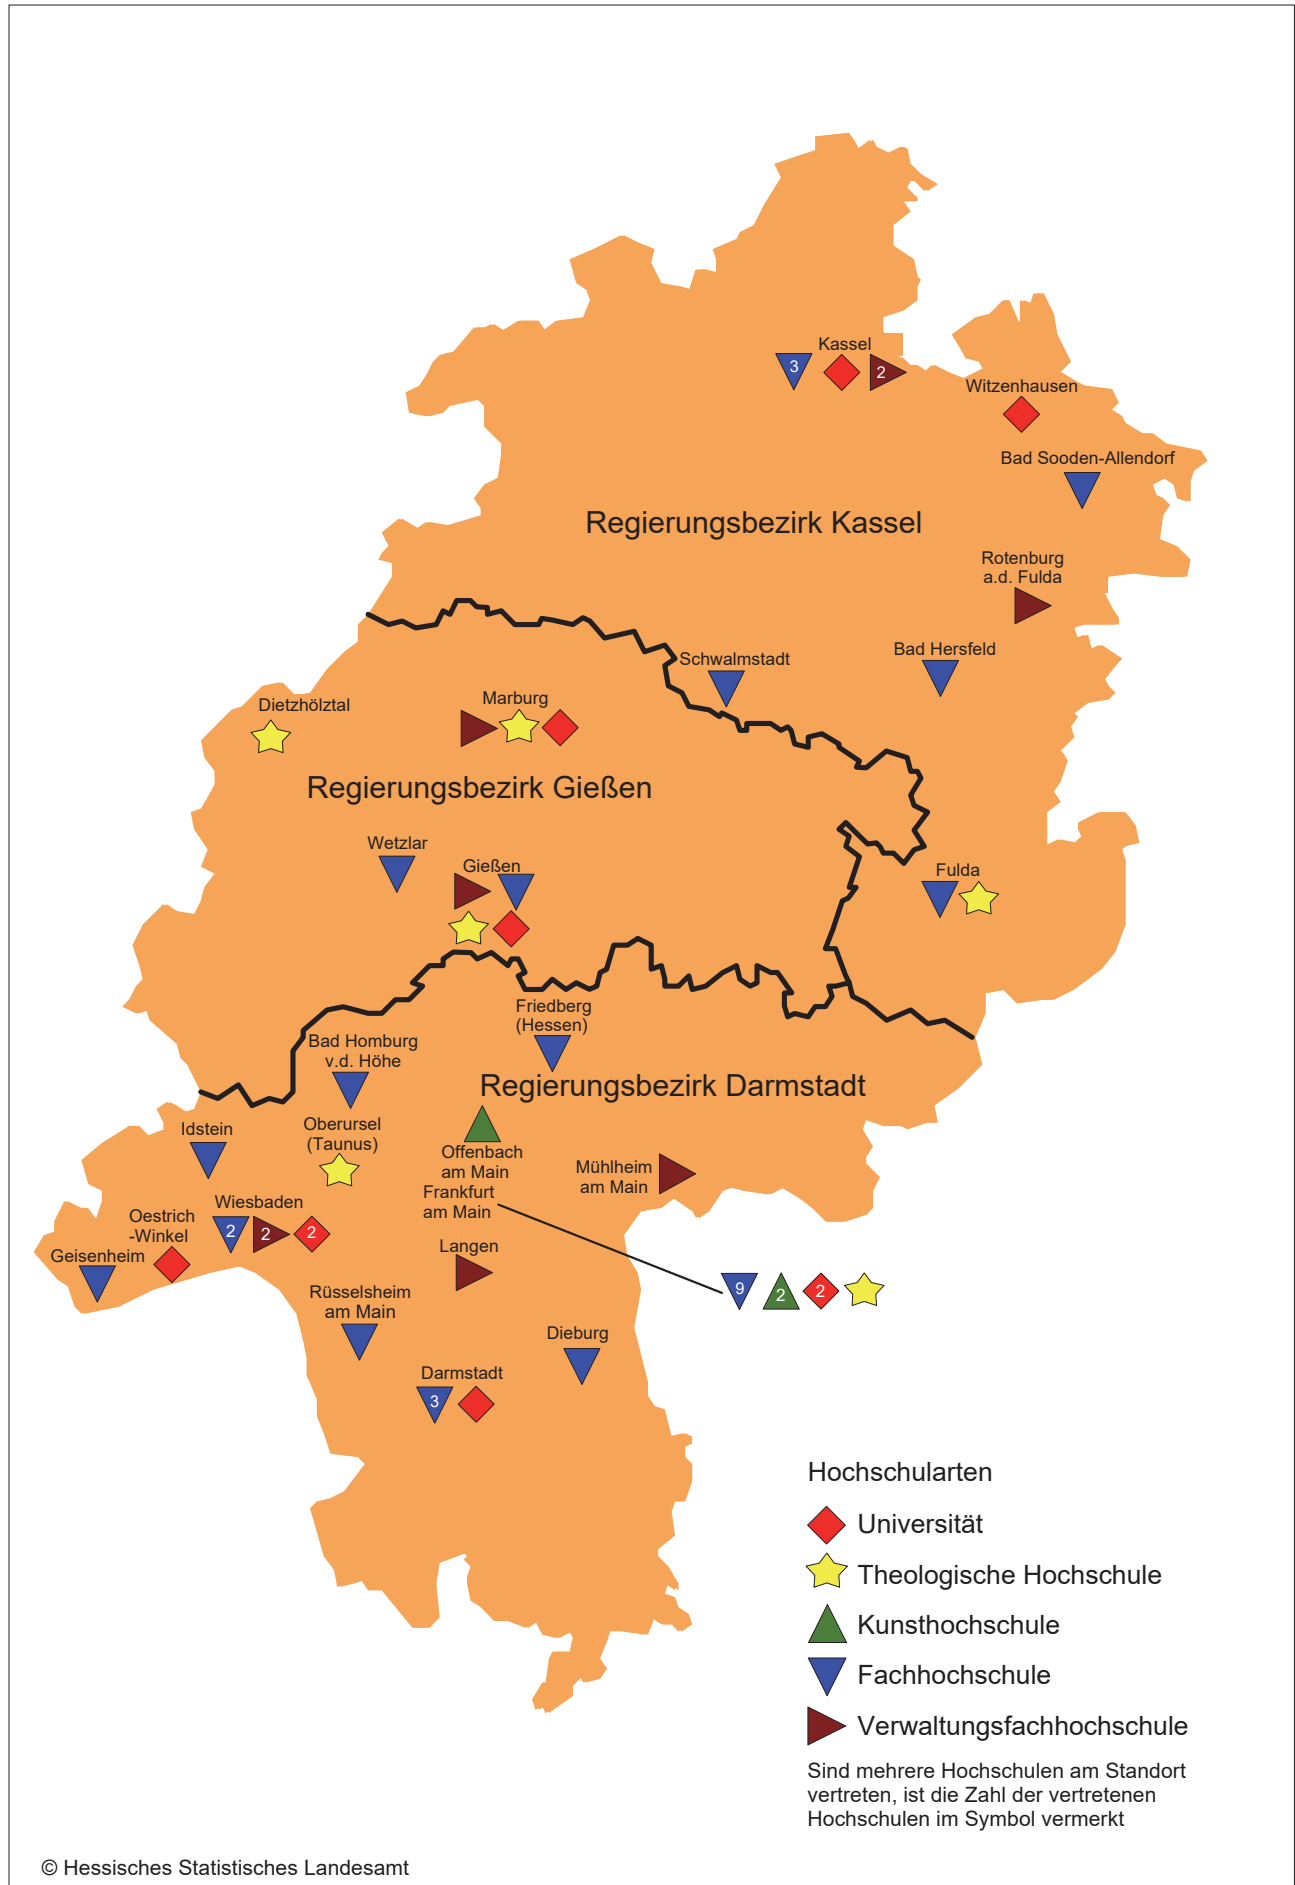 Kassel
3
2
Witzenhausen
Bad Sooden-Allendorf
Regierungsbezirk Kassel
Rotenburg
a.d. Fulda
Bad Hersfeld
Schwalmstadt
Dietzhölztal
Marburg
Regierungsbezirk Gießen
Wetzlar
Gießen
Fulda
Friedberg
(Hessen)
Bad Homburg
v.d. Höhe
Regierungsbezirk Darmstadt
Idstein
Oberursel
(Taunus)
Offenbach
am Main
Mühlheim
am Main
Frankfurt
am Main
9
2
2
Wiesbaden
2
2
2
Oestrich
-Winkel
Geisenheim
Langen
Rüsselsheim
am Main
Dieburg
Darmstadt
3
Hochschularten
Universität
Theologische Hochschule
Kunsthochschule
Fachhochschule
Verwaltungsfachhochschule
Sind mehrere Hochschulen am Standort
vertreten, ist die Zahl der vertretenen
Hochschulen im Symbol vermerkt
© Hessisches Statistisches Landesamt